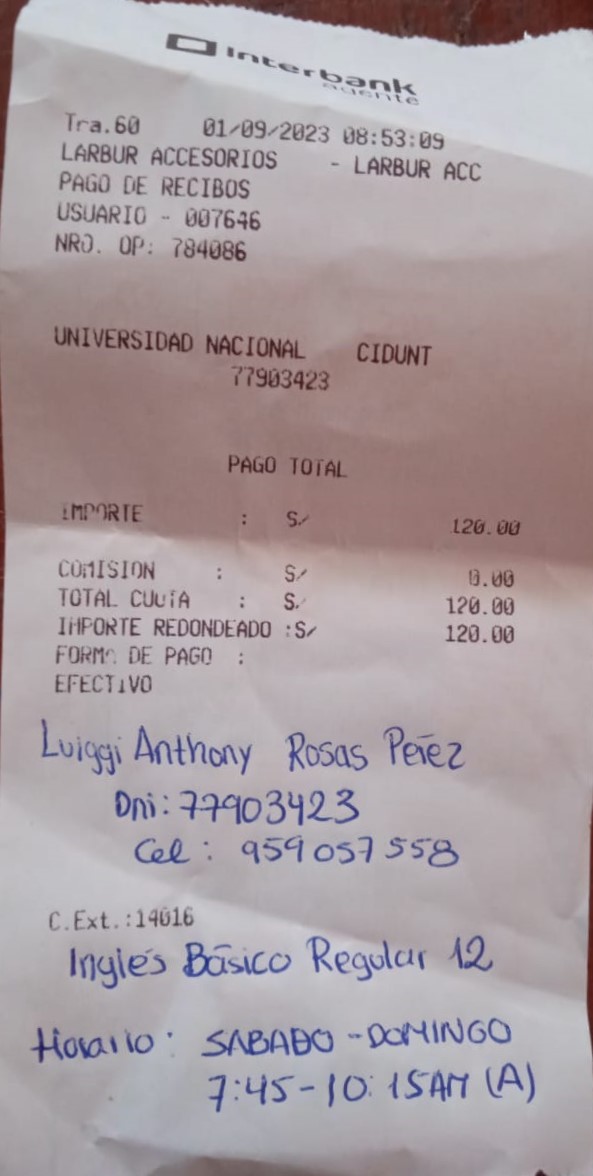 Interbank
agente
Tra.60 01/09/2023 08:53:09
LARBUR ACCESORIOS - LARBUR ACC
PAGO DE RECIBOS
USUARIO - 007646
NRO. OP: 784086
UNIVERSIDAD NACIONAL CIDUNT
77903423
PAGO TOTAL
IMPORTE : S/ 120.00
COMISION : S/ 0.00
TOTAL CUOTA : S/ 120.00
IMPORTE REDONDEADO :S/ 120.00
FORMA DE PAGO :
EFECTIVO
Luiggi Anthony Rosas Peréz
Dni: 77903423
Cel: 959057558
C.Ext.:14016
Inglés Básico Regular 12
Horario: SABADO - DOMINGO
7:45-10:15AM (A)